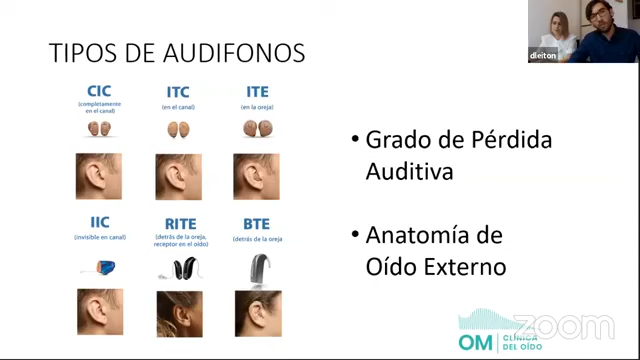 TIPOS DE AUDIFONOS
CIC
(completamente
en el canal)
ITC
(en el canal)
ITE
(en la oreja)
IIC
(invisible en canal)
RITE
(detrás de la oreja,
receptor en el oído)
BTE
(detrás de la oreja
• Grado de Pérdida
Auditiva
• Anatomía de
Oído Externo
dleiton
OM
CLÍNICA
DEL OÍDO
zoom